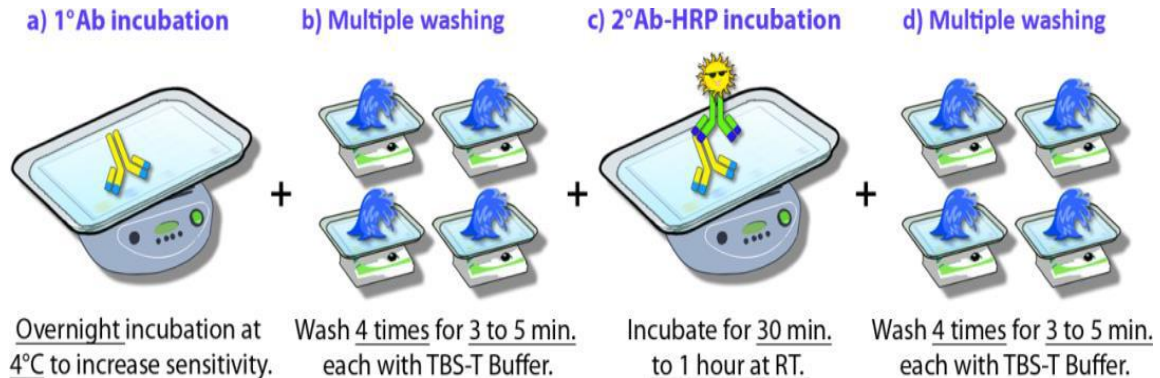 a) 1°Ab incubation
b) Multiple washing
c) 2°Ab-HRP incubation
d) Multiple washing
+
+
+
Overnight incubation at
4°C to increase sensitivity.
Wash 4 times for 3 to 5 min.
each with TBS-T Buffer.
Incubate for 30 min.
to 1 hour at RT.
Wash 4 times for 3 to 5 min.
each with TBS-T Buffer.